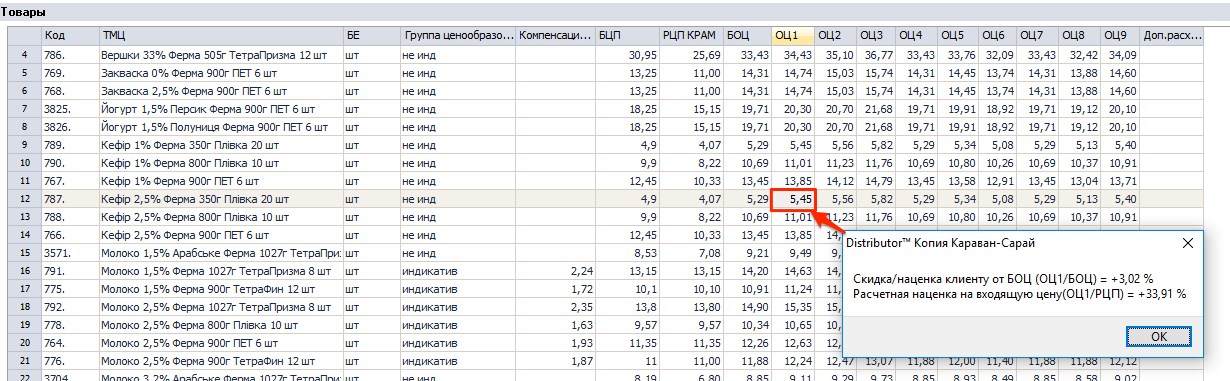 Товары
Код ТМЦ БЕ Группа ценообразо... Компенсаци... БЦП РЦП КРАМ БОЦ ОЦ1 ОЦ2 ОЦ3 ОЦ4 ОЦ5 ОЦ6 ОЦ7 ОЦ8 ОЦ9 Доп.расх...
4 786. Вершки 33% Ферма 505г ТетраПризма 12 шт шт не инд 30,95 25,69 33,43 34,43 35,10 36,77 33,43 33,76 32,09 33,43 32,42 34,09
5 769. Закваска 0% Ферма 900г ПЕТ 6 шт шт не инд 13,25 11,00 14,31 14,74 15,03 15,74 14,31 14,45 13,74 14,31 13,88 14,60
6 768. Закваска 2,5% Ферма 900г ПЕТ 6 шт шт не инд 13,25 11,00 14,31 14,74 15,03 15,74 14,31 14,45 13,74 14,31 13,88 14,60
7 3825. Йогурт 1,5% Персик Ферма 900г ПЕТ 6 шт шт не инд 18,25 15,15 19,71 20,30 20,70 21,68 19,71 19,91 18,92 19,71 19,12 20,10
8 3826. Йогурт 1,5% Полуниця Ферма 900г ПЕТ 6 шт шт не инд 18,25 15,15 19,71 20,30 20,70 21,68 19,71 19,91 18,92 19,71 19,12 20,10
9 789. Кефір 1% Ферма 350г Плівка 20 шт шт не инд 4,9 4,07 5,29 5,45 5,56 5,82 5,29 5,34 5,08 5,29 5,13 5,40
10 790. Кефір 1% Ферма 800г Плівка 10 шт шт не инд 9,9 8,22 10,69 11,01 11,23 11,76 10,69 10,80 10,26 10,69 10,37 10,91
11 767. Кефір 1% Ферма 900г ПЕТ 6 шт шт не инд 12,45 10,33 13,45 13,85 14,12 14,79 13,45 13,58 12,91 13,45 13,04 13,71
12 787. Кефір 2,5% Ферма 350г Плівка 20 шт шт не инд 4,9 4,07 5,29 5,45 5,56 5,82 5,29 5,34 5,08 5,29 5,13 5,40
13 788. Кефір 2,5% Ферма 800г Плівка 10 шт шт не инд 9,9 8,22 10,69 11,01 11,23 11,76 10,69 10,80 10,26 10,69 10,37 10,91
14 766. Кефір 2,5% Ферма 900г ПЕТ 6 шт шт не инд 12,45 10,33 13,45 13,85
15 3571. Молоко 1,5% Арабське Ферма 1027г ТетраПриз шт не инд 8,53 7,08 9,21 9,49
16 791. Молоко 1,5% Ферма 1027г ТетраПризма 8 шт шт индикатив 2,24 13,15 13,15 14,20 14,63
17 775. Молоко 1,5% Ферма 900г ТетраФин 12 шт шт индикатив 1,72 10,1 10,10 10,91 11,24
18 792. Молоко 2,5% Ферма 1027г ТетраПризма 8 шт шт индикатив 2,35 13,8 13,80 14,90 15,35
19 778. Молоко 2,5% Ферма 800г Плівка 10 шт шт индикатив 1,63 9,57 9,57 10,34 10,65
20 764. Молоко 2,5% Ферма 900г ПЕТ 6 шт шт индикатив 1,93 11,35 11,35 12,26 12,63
21 776. Молоко 2,5% Ферма 900г ТетраФин 12 шт шт индикатив 1,87 11 11,00 11,88 12,24 12,47 13,07 11,88 12,00 11,40 11,88 11,88 12,12
22 3704. Молоко 3,2% Арабське Ферма 1027г ТетраПриз шт не инд 8,19 6,80 8,85 9,11 9,29 9,73 8,85 8,93 8,49 8,85 8,58 9,02
Distributor™ Копия Караван-Сарай
Скидка/наценка клиенту от БОЦ (ОЦ1/БОЦ) = +3,02 %
Расчетная наценка на входящую цену(ОЦ1/РЦП) = +33,91 %
OK